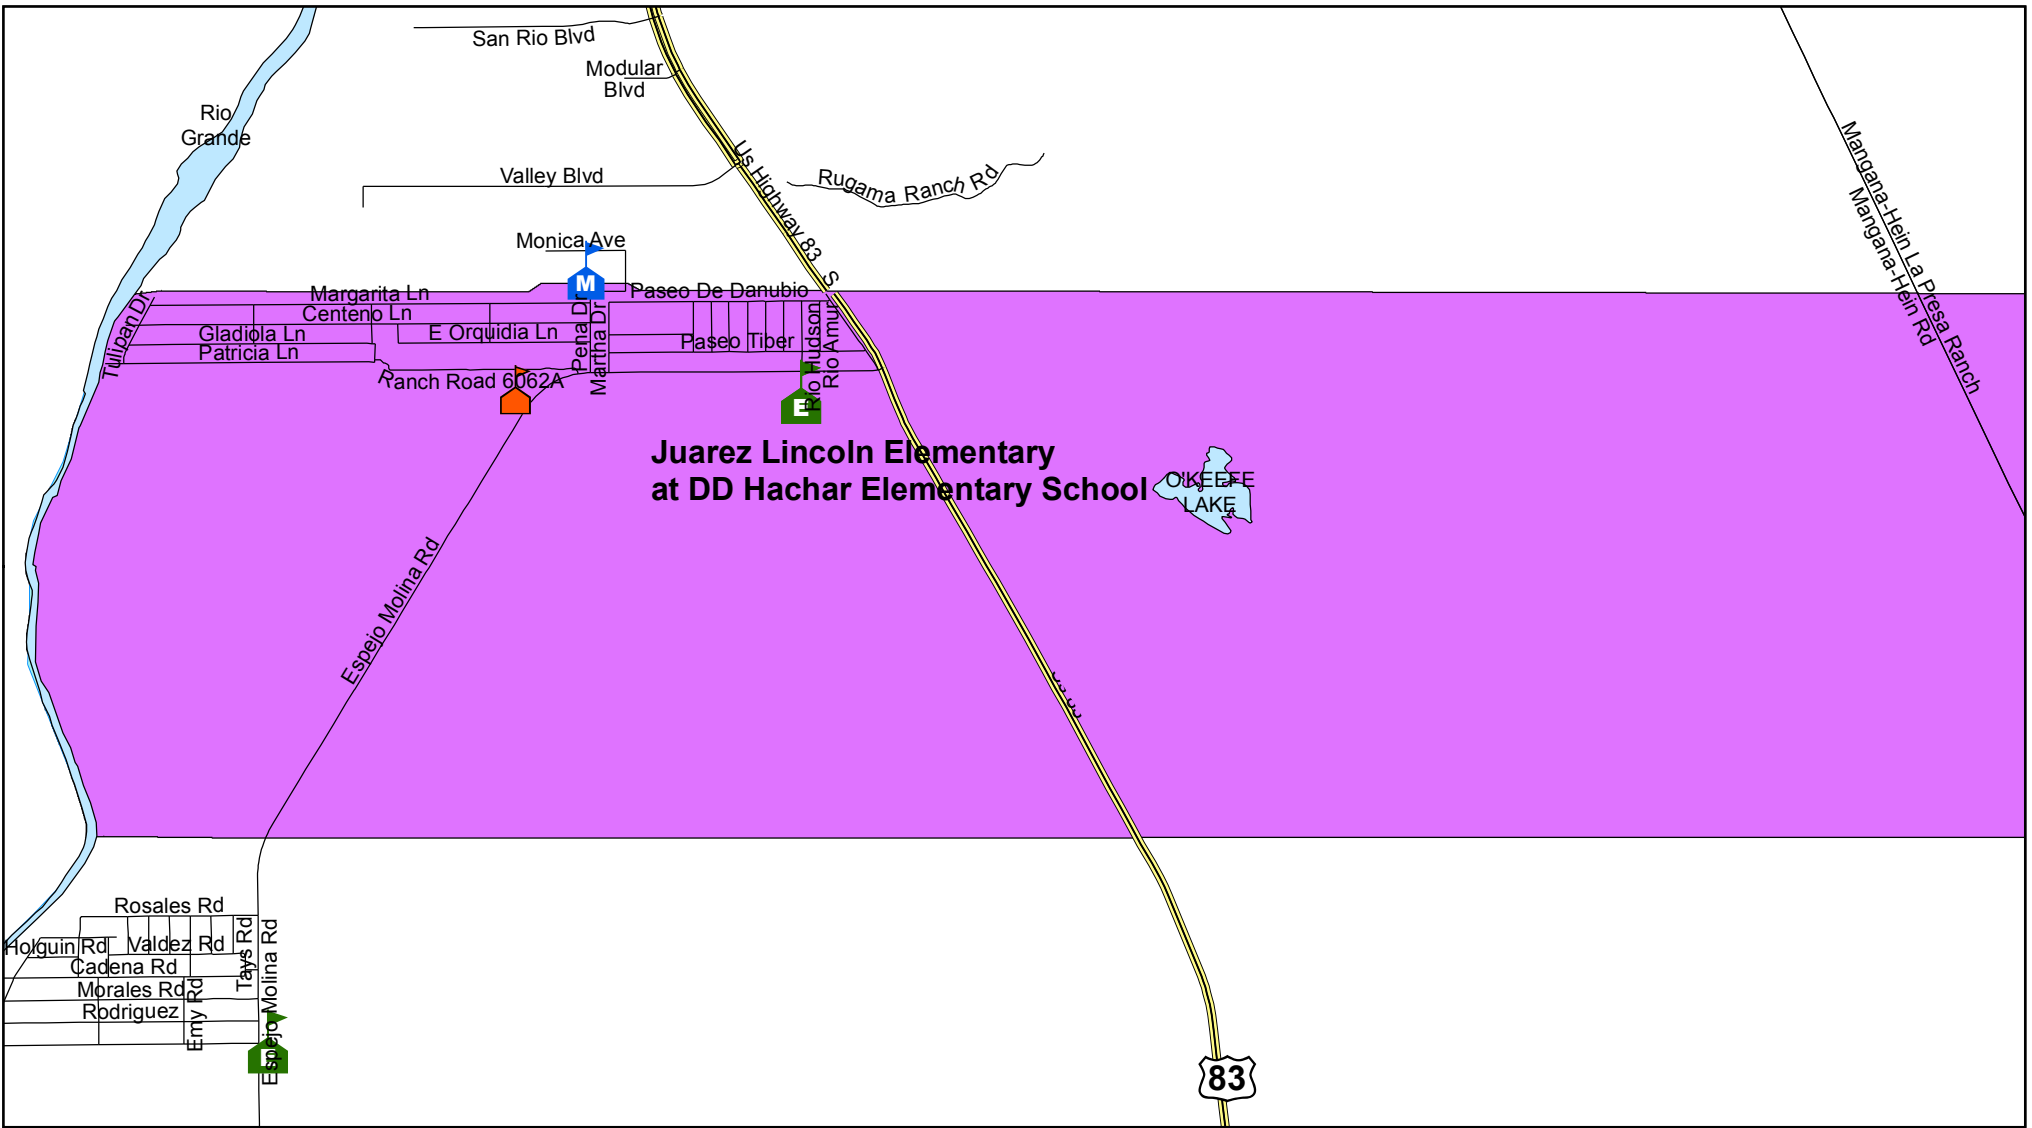 San Rio Blvd
Modular
Blvd
Rio
Grande
Us Highway 83 S
Mangana-Hein La Presa Ranch
Mangana-Hein Rd
Valley Blvd
Rugama Ranch Rd
Monica Ave
M
Tulipan Dr
Margarita Ln
Paseo De Danubio
Centeno Ln
Gladiola Ln
E Orquidia Ln
Pena Dr
Martha Dr
Paseo Tiber
Rio Hudson
Rio Amur
Patricia Ln
Ranch Road 6062A
E
Juarez Lincoln Elementary
at DD Hachar Elementary School
O'KEEFE
LAKE
Espejo Molina Rd
Rosales Rd
Holguin Rd
Valdez Rd
Tays Rd
Espejo Molina Rd
Cadena Rd
Morales Rd
Emy Rd
Rodriguez
83